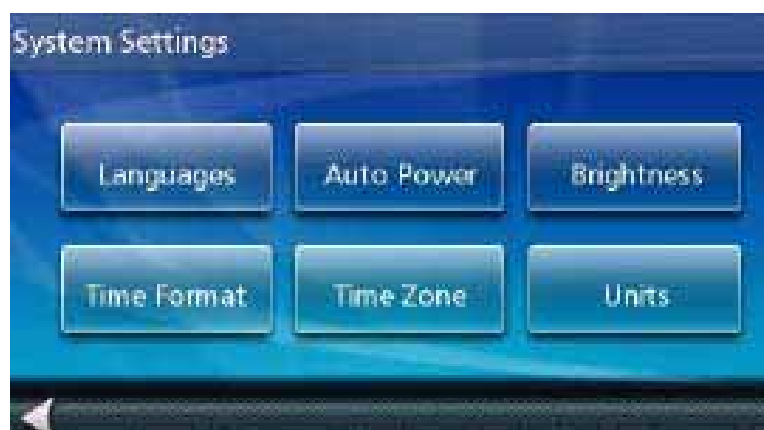 System Settings
Languages
Auto Power
Brightness
Time Format
Time Zone
Units